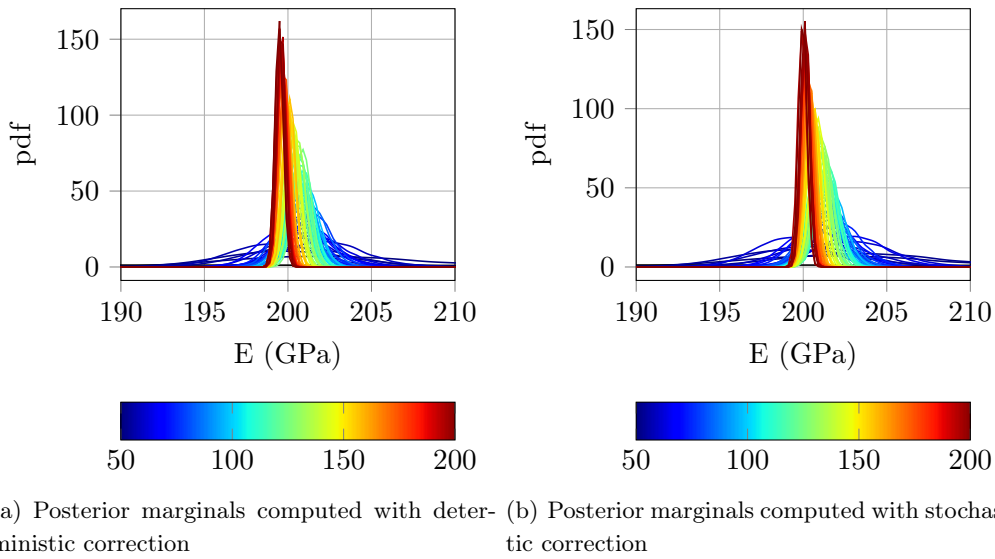 150
100
50
0
pdf
190 195 200 205 210
E (GPa)
50 100 150 200
a) Posterior marginals computed with deter-
ministic correction
150
100
50
0
pdf
190 195 200 205 210
E (GPa)
50 100 150 200
(b) Posterior marginals computed with stochas
tic correction